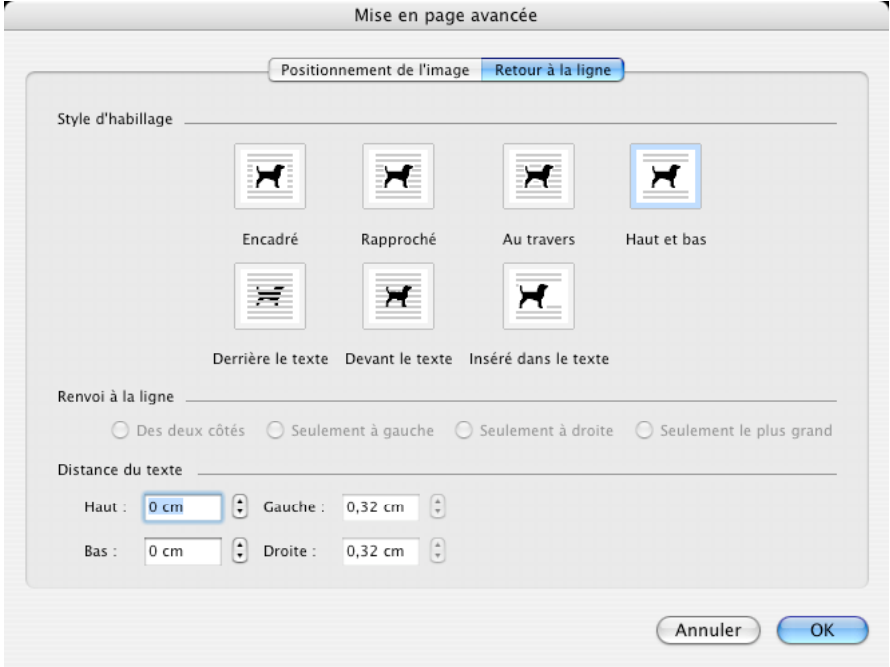 Mise en page avancée
Positionnement de l'image Retour à la ligne
Style d'habillage
Encadré Rapproché Au travers Haut et bas
Derrière le texte Devant le texte Inséré dans le texte
Renvoi à la ligne
Des deux côtés Seulement à gauche Seulement à droite Seulement le plus grand
Distance du texte
Haut : 0 cm Gauche : 0,32 cm
Bas : 0 cm Droite : 0,32 cm
Annuler OK